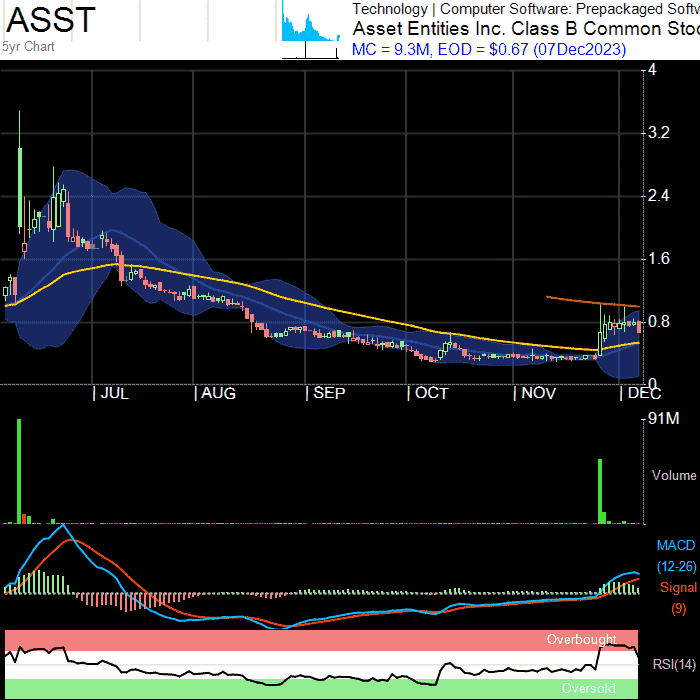 ASST
5yr Chart
Technology | Computer Software: Prepackaged Softw
Asset Entities Inc. Class B Common Stoc
MC = 9.3M, EOD = $0.67 (07Dec2023)
4
3.2
2.4
1.6
0.8
0
| JUL
| AUG
| SEP
| OCT
| NOV
| DEC
91M
Volume
MACD
(12-26)
Signal
(9)
Overbought
RSI(14)
Oversold